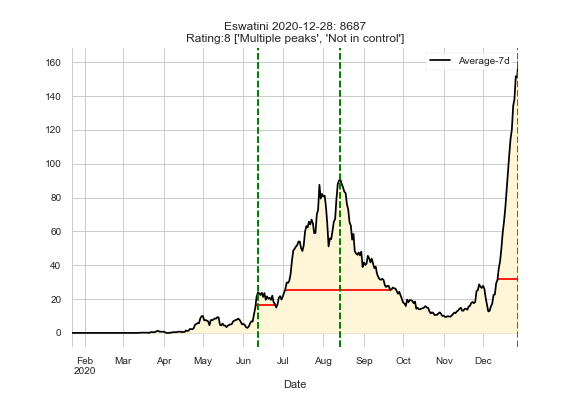 Eswatini 2020-12-28: 8687
Rating:8 ['Multiple peaks', 'Not in control']
Average-7d
160
140
120
100
80
60
40
20
0
Feb Mar Apr May Jun Jul Aug Sep Oct Nov Dec
2020
Date